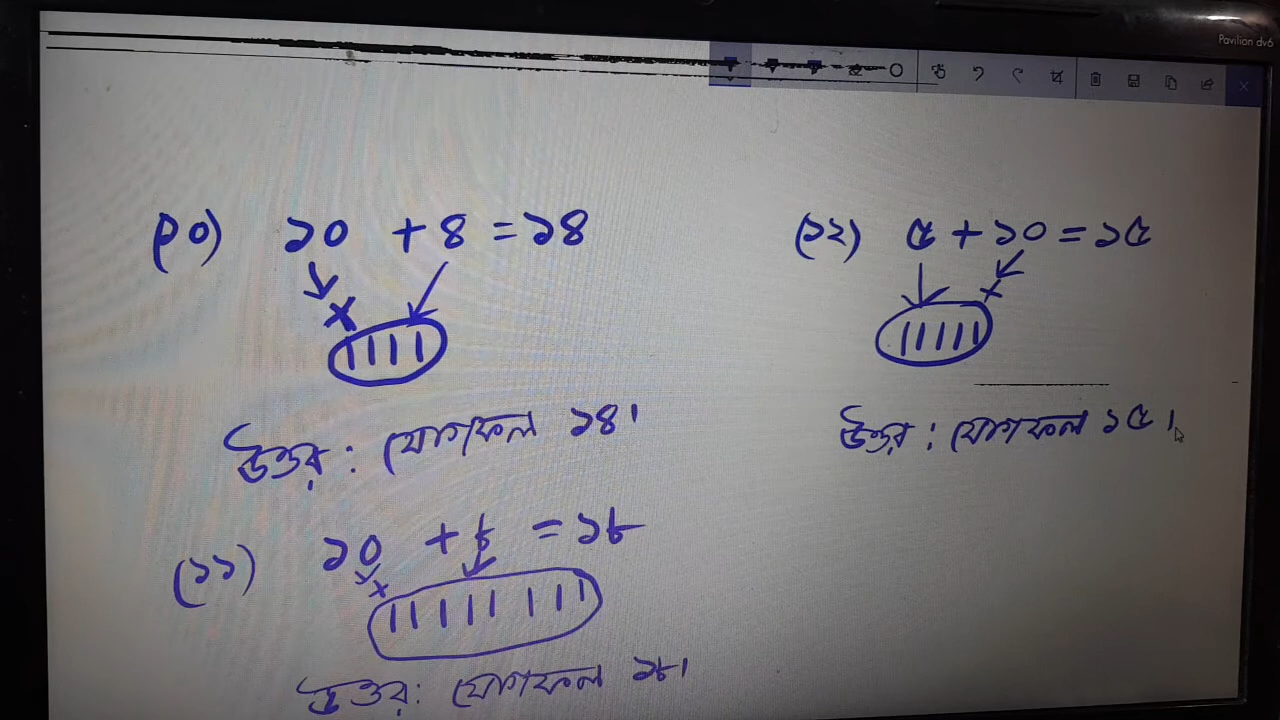 Pavilion dv6
(১০) ১০ + ৪ = ১৪
উত্তর : যোগফল ১৪।
(১১) ১০ + ৮ = ১৮
উত্তর : যোগফল ১৮।
(১২) ৫ + ১০ = ১৫
উত্তর : যোগফল ১৫।